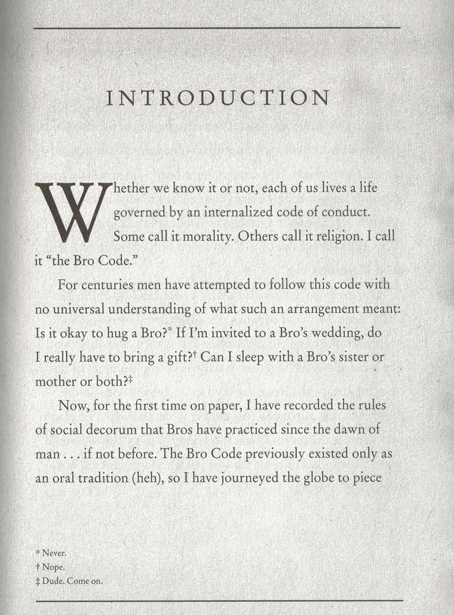 INTRODUCTION
Whether we know it or not, each of us lives a life
governed by an internalized code of conduct.
Some call it morality. Others call it religion. I call
it “the Bro Code.”
For centuries men have attempted to follow this code with
no universal understanding of what such an arrangement meant:
Is it okay to hug a Bro?* If I’m invited to a Bro’s wedding, do
I really have to bring a gift?† Can I sleep with a Bro’s sister or
mother or both?‡
Now, for the first time on paper, I have recorded the rules
of social decorum that Bros have practiced since the dawn of
man . . . if not before. The Bro Code previously existed only as
an oral tradition (heh), so I have journeyed the globe to piece
* Never.
† Nope.
‡ Dude. Come on.